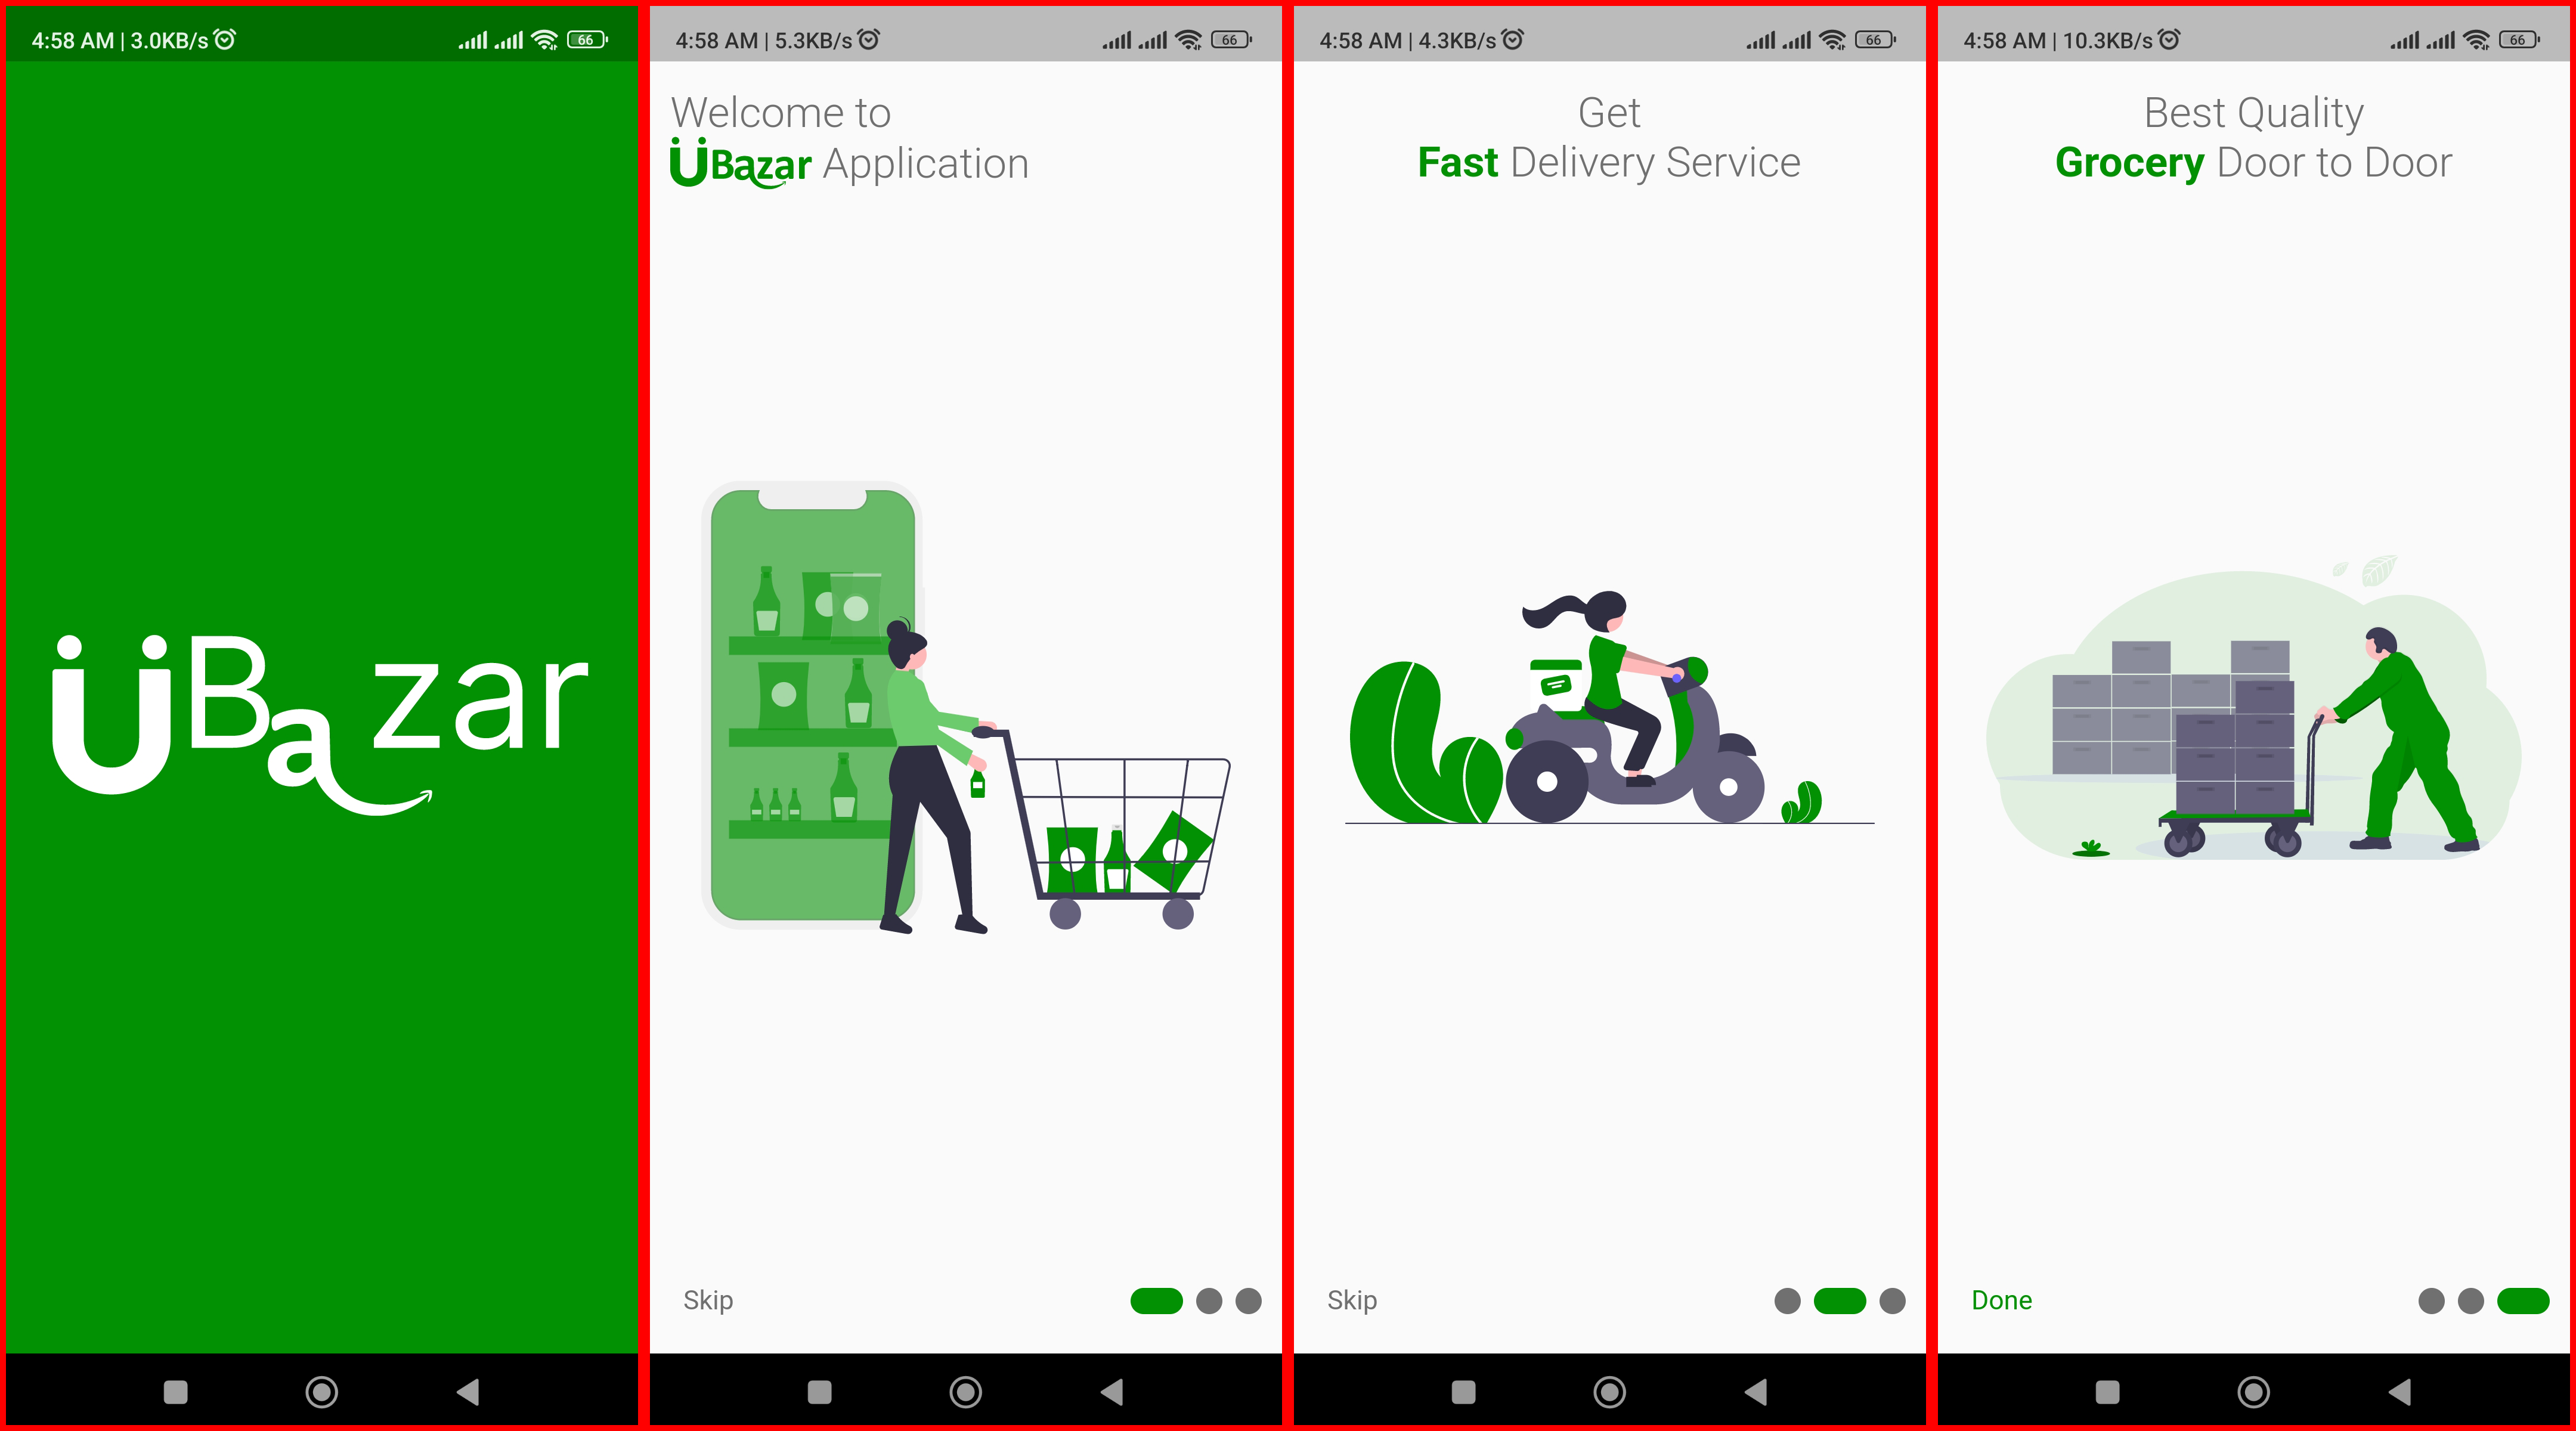 4:58 AM | 3.0KB/s
66
ÜBazar
4:58 AM | 5.3KB/s
66
Welcome to
ÜBazar Application
Skip
4:58 AM | 4.3KB/s
66
Get
Fast Delivery Service
Skip
4:58 AM | 10.3KB/s
66
Best Quality
Grocery Door to Door
Done